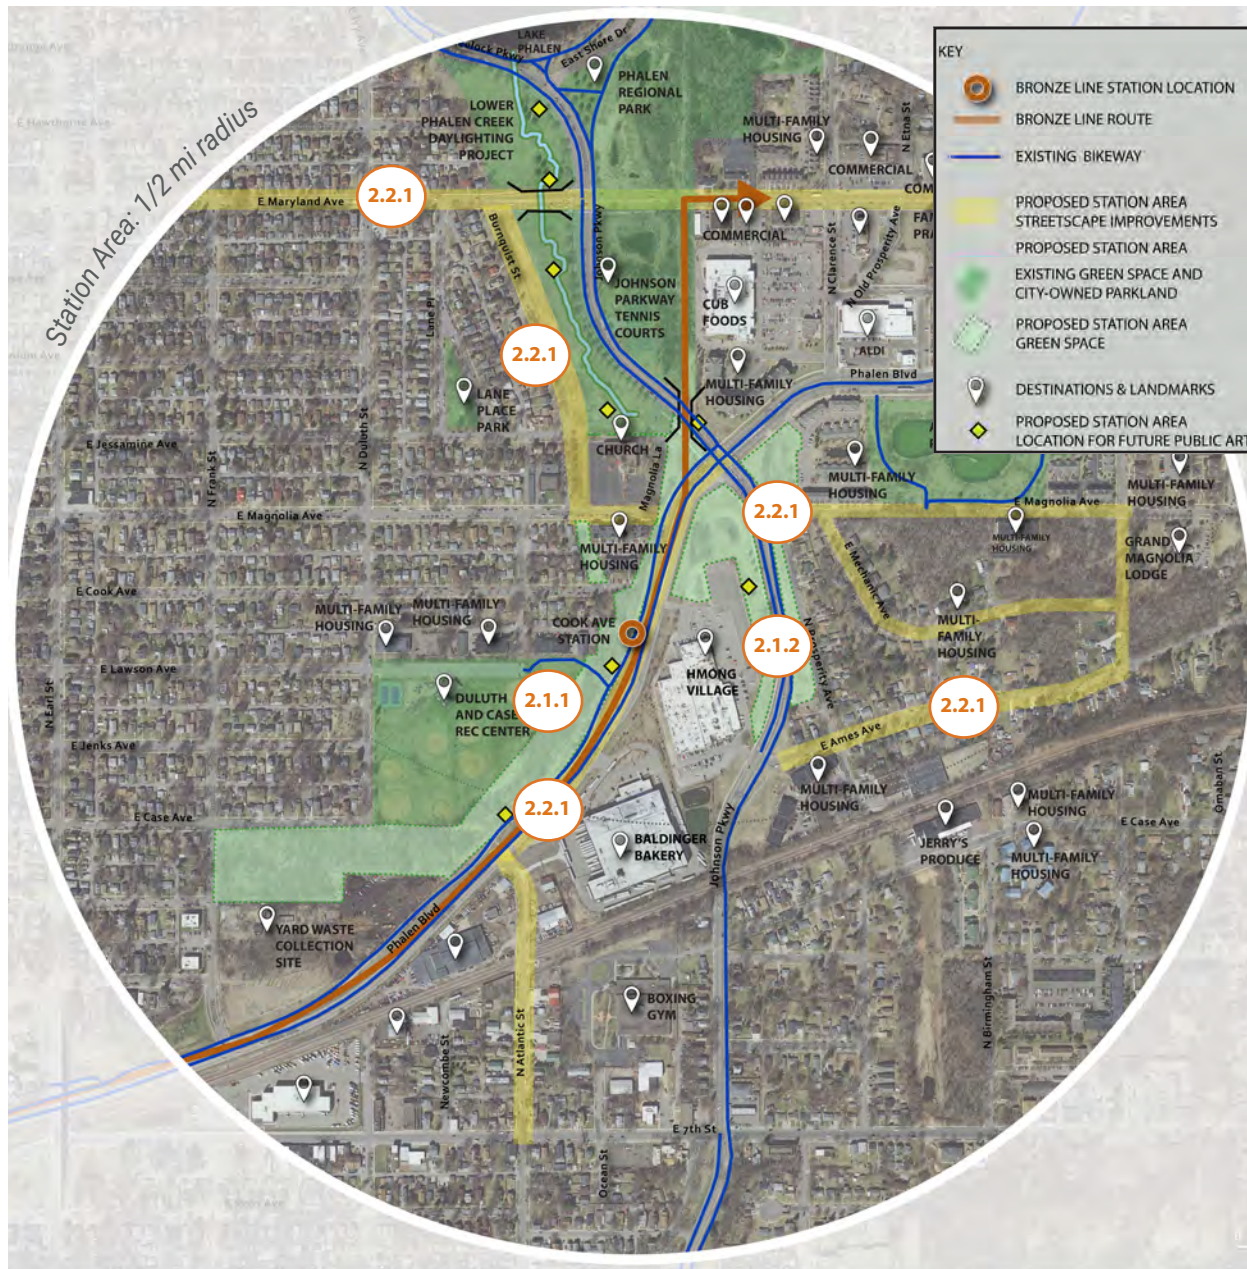 LAKE
PHALEN
East Shore Dr
PHALEN
REGIONAL
PARK
KEY
BRONZE LINE STATION LOCATION
BRONZE LINE ROUTE
EXISTING BIKEWAY
PROPOSED STATION AREA
STREETSCAPE IMPROVEMENTS
PROPOSED STATION AREA
EXISTING GREEN SPACE AND
CITY-OWNED PARKLAND
PROPOSED STATION AREA
GREEN SPACE
DESTINATIONS & LANDMARKS
PROPOSED STATION AREA
LOCATION FOR FUTURE PUBLIC ART
Station Area: 1/2 mi radius
E Hawthorne Ave
LOWER
PHALEN CREEK
DAYLIGHTING
PROJECT
MULTI-FAMILY
HOUSING
N Etna St
COMMERCIAL
2.2.1
E Maryland Ave
Burnquist St
Johnson Pkwy
COMMERCIAL
N Clarence St
N Old Prosperity Ave
JOHNSON
PARKWAY
TENNIS
COURTS
CUB
FOODS
ALDI
Phalen Blvd
Lane Pl
2.2.1
MULTI-FAMILY
HOUSING
LANE
PLACE
PARK
CHURCH
Magnolia La
E Jessamine Ave
N Frank St
N Duluth St
MULTI-FAMILY
HOUSING
MULTI-FAMILY
HOUSING
E Magnolia Ave
2.2.1
E Magnolia Ave
MULTI-FAMILY
HOUSING
MULTI-FAMILY
HOUSING
GRAND
MAGNOLIA
LODGE
E Mechanic Ave
E Cook Ave
MULTI-FAMILY
HOUSING
MULTI-FAMILY
HOUSING
COOK AVE
STATION
MULTI-
FAMILY
HOUSING
N Prosperity Ave
2.1.2
E Lawson Ave
N Earl St
HMONG
VILLAGE
DULUTH
AND CASE
REC CENTER
2.1.1
2.2.1
E Ames Ave
E Jenks Ave
MULTI-FAMILY
HOUSING
MULTI-FAMILY
HOUSING
Omaban St
E Case Ave
2.2.1
BALDINGER
BAKERY
Johnson Pkwy
JERRY'S
PRODUCE
E Case Ave
MULTI-FAMILY
HOUSING
YARD WASTE
COLLECTION
SITE
Phalen Blvd
BOXING
GYM
N Birmingham St
N Atlantic St
Newcombe St
E 7th St
Ocean St